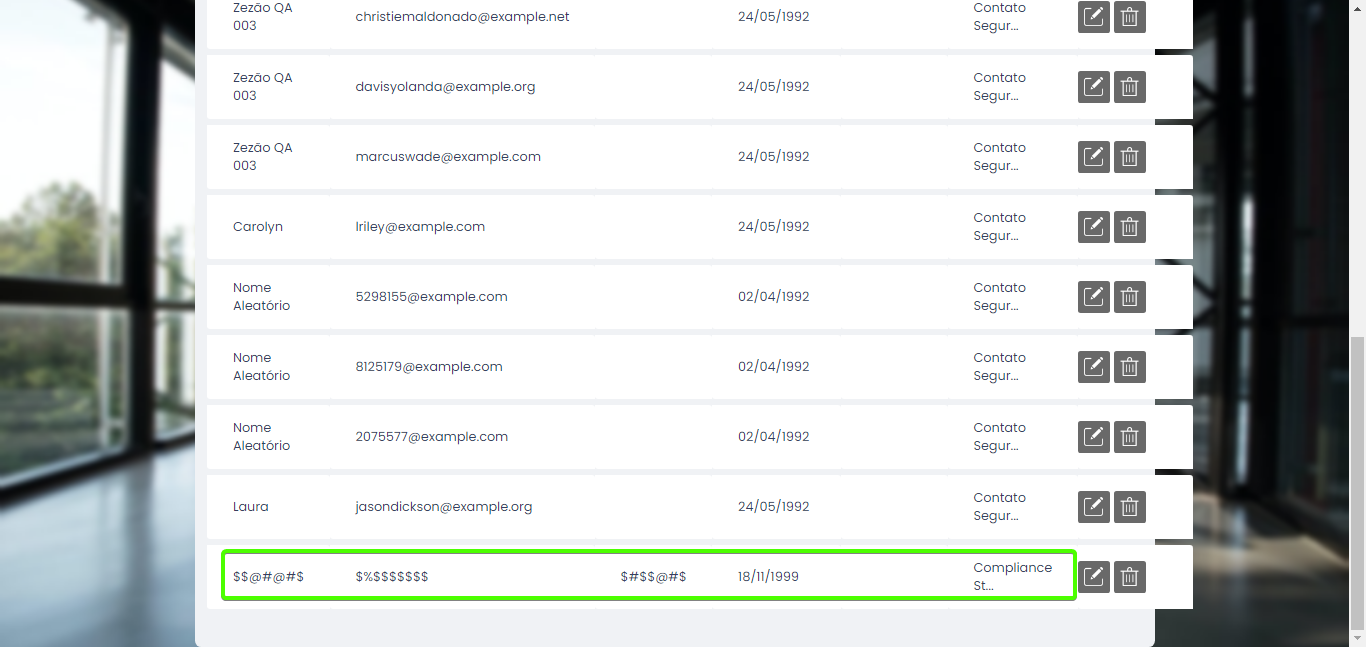 Zezão QA
003
christiemaldonado@example.net
24/05/1992
Contato
Segur...
Zezão QA
003
davisyolanda@example.org
24/05/1992
Contato
Segur...
Zezão QA
003
marcuswade@example.com
24/05/1992
Contato
Segur...
Carolyn
lriley@example.com
24/05/1992
Contato
Segur...
Nome
Aleatório
5298155@example.com
02/04/1992
Contato
Segur...
Nome
Aleatório
8125179@example.com
02/04/1992
Contato
Segur...
Nome
Aleatório
2075577@example.com
02/04/1992
Contato
Segur...
Laura
jasondickson@example.org
24/05/1992
Contato
Segur...
$$@#@#$
$%$$$$$$$
$#$$@#$
18/11/1999
Compliance
St...